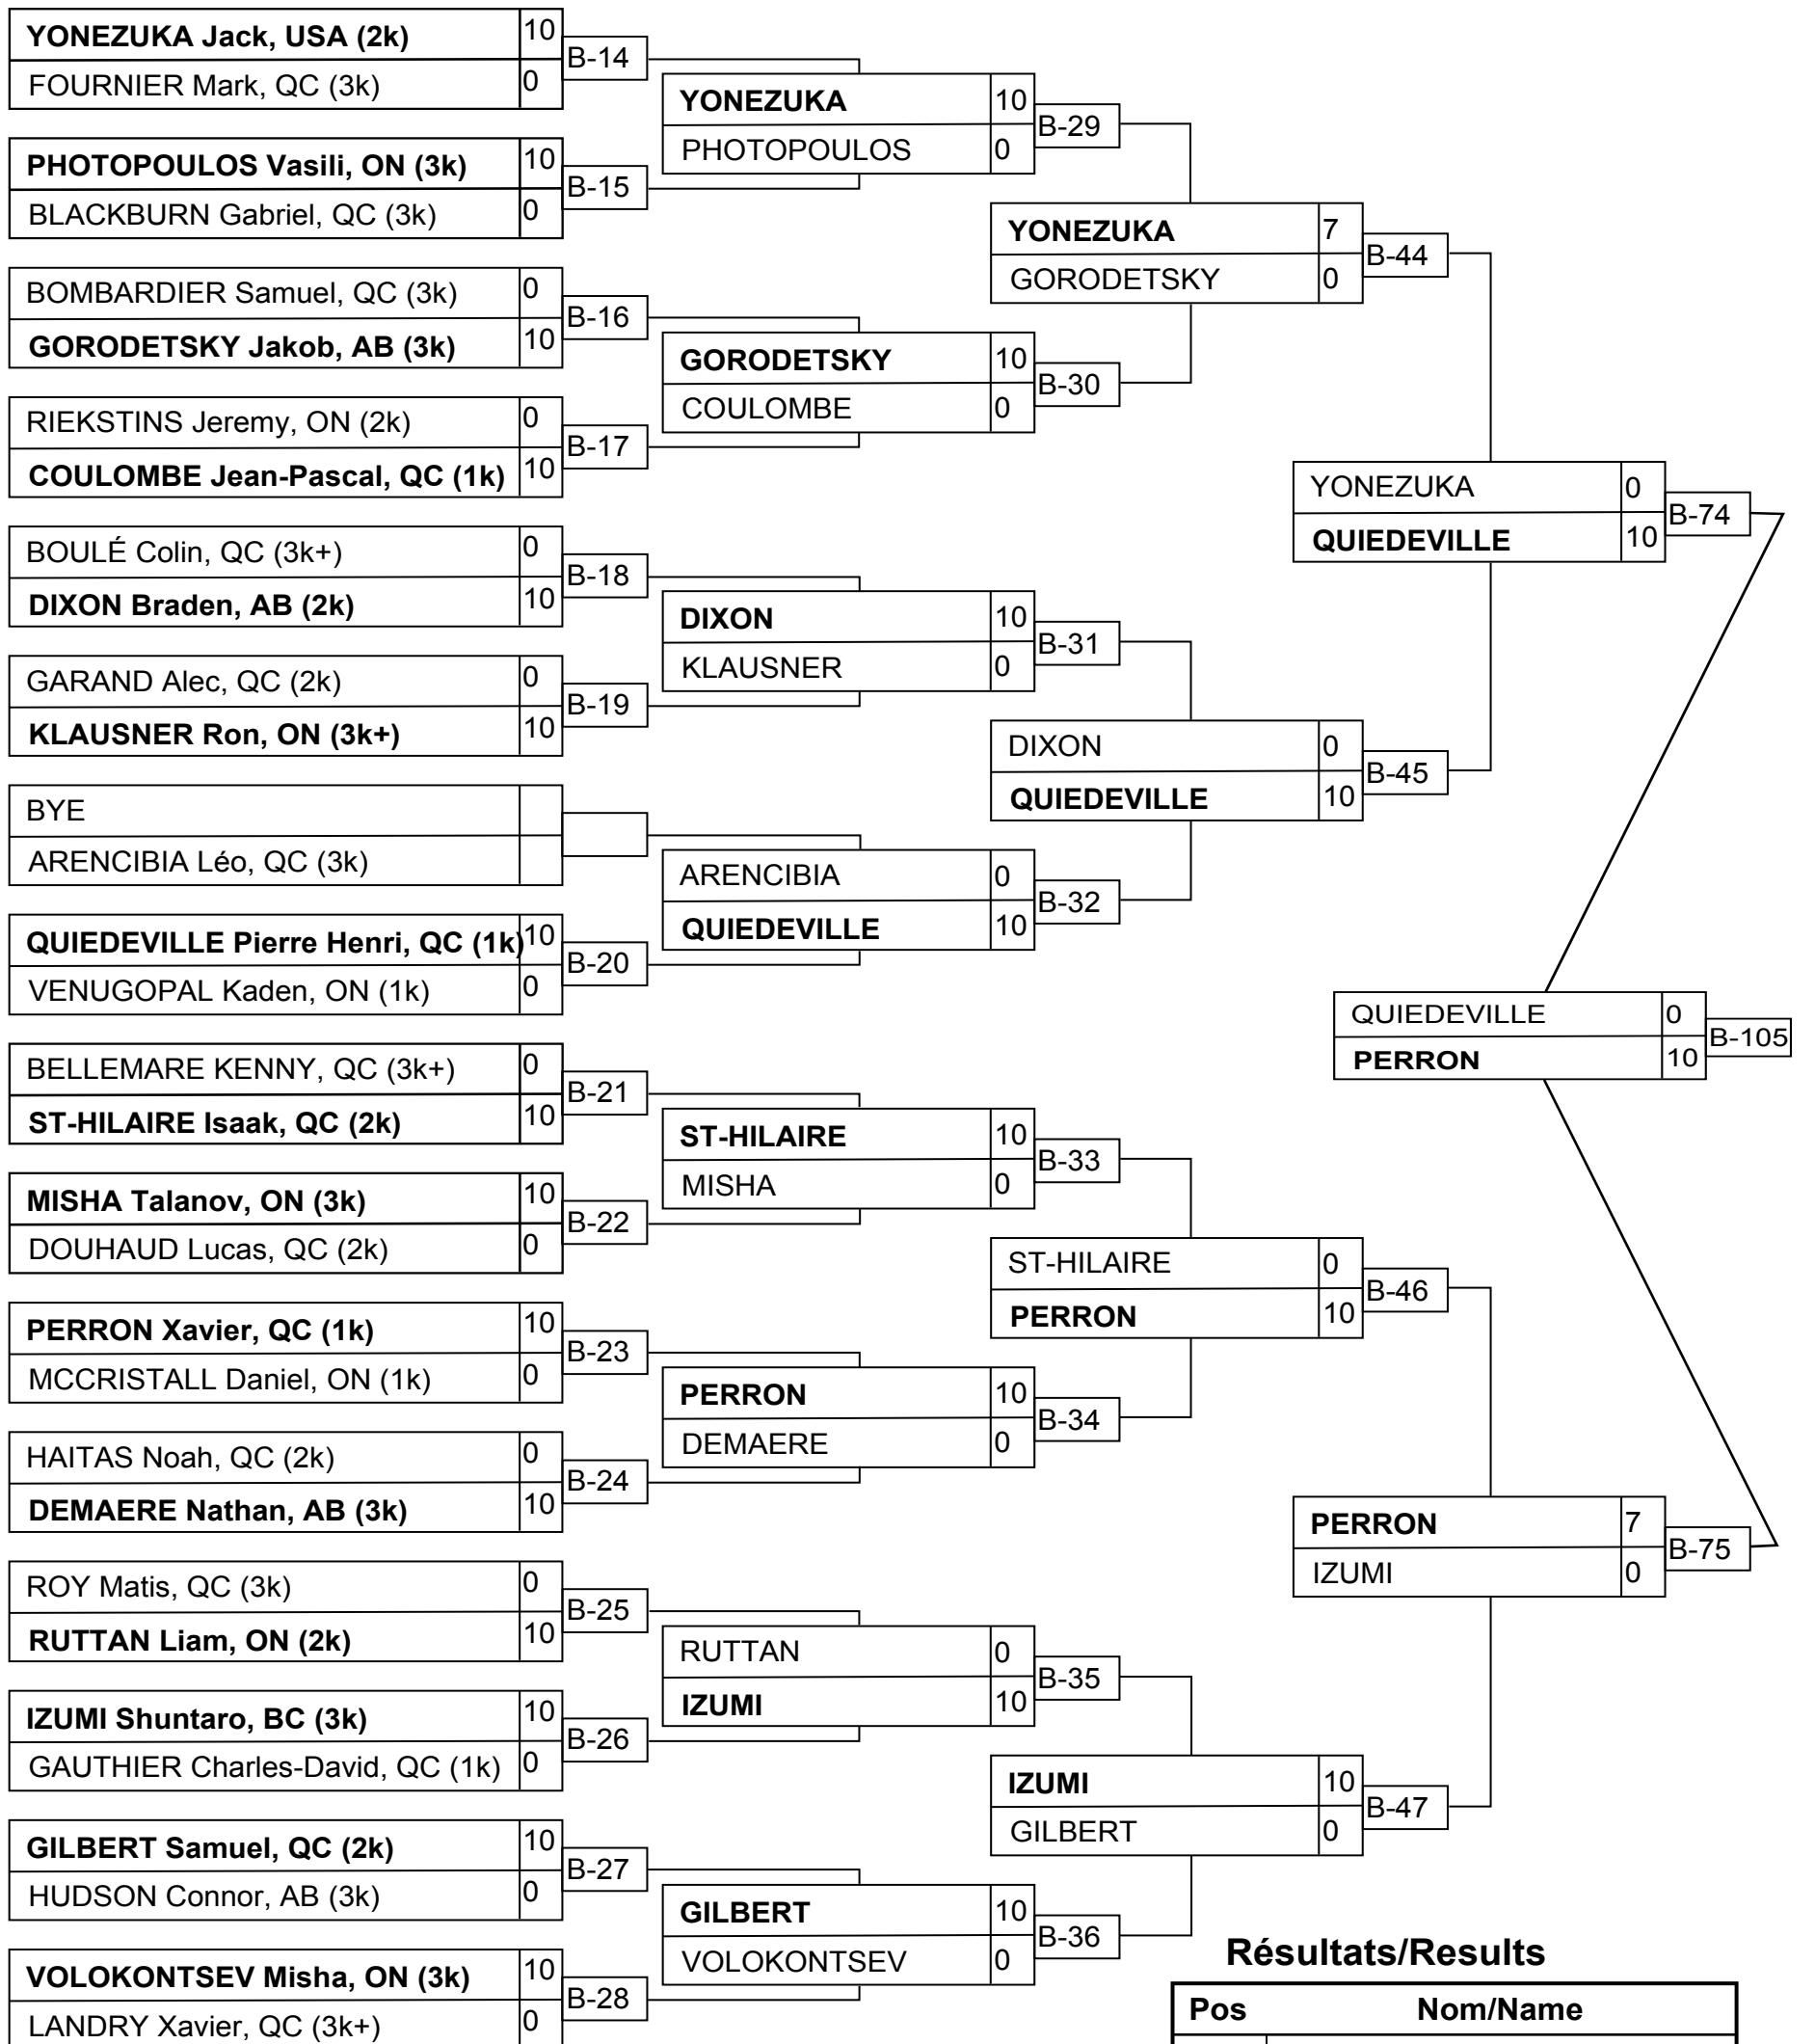 YONEZUKA Jack, USA (2k) 10
B-14
FOURNIER Mark, QC (3k) 0
PHOTOPOULOS Vasili, ON (3k) 10
B-15
BLACKBURN Gabriel, QC (3k) 0
BOMBARDIER Samuel, QC (3k) 0
B-16
GORODETSKY Jakob, AB (3k) 10
RIEKSTINS Jeremy, ON (2k) 0
B-17
COULOMBE Jean-Pascal, QC (1k) 10
BOULÉ Colin, QC (3k+) 0
B-18
DIXON Braden, AB (2k) 10
GARAND Alec, QC (2k) 0
B-19
KLAUSNER Ron, ON (3k+) 10
BYE
ARENCIBIA Léo, QC (3k)
QUIEDEVILLE Pierre Henri, QC (1k) 10
B-20
VENUGOPAL Kaden, ON (1k) 0
BELLEMARE KENNY, QC (3k+) 0
B-21
ST-HILAIRE Isaak, QC (2k) 10
MISHA Talanov, ON (3k) 10
B-22
DOUHAUD Lucas, QC (2k) 0
PERRON Xavier, QC (1k) 10
B-23
MCCRISTALL Daniel, ON (1k) 0
HAITAS Noah, QC (2k) 0
B-24
DEMAERE Nathan, AB (3k) 10
ROY Matis, QC (3k) 0
B-25
RUTTAN Liam, ON (2k) 10
IZUMI Shuntaro, BC (3k) 10
B-26
GAUTHIER Charles-David, QC (1k) 0
GILBERT Samuel, QC (2k) 10
B-27
HUDSON Connor, AB (3k) 0
VOLOKONTSEV Misha, ON (3k) 10
B-28
LANDRY Xavier, QC (3k+) 0
YONEZUKA 10
B-29
PHOTOPOULOS 0
GORODETSKY 10
B-30
COULOMBE 0
DIXON 10
B-31
KLAUSNER 0
ARENCIBIA 0
B-32
QUIEDEVILLE 10
ST-HILAIRE 10
B-33
MISHA 0
PERRON 10
B-34
DEMAERE 0
RUTTAN 0
B-35
IZUMI 10
GILBERT 10
B-36
VOLOKONTSEV 0
YONEZUKA 7
B-44
GORODETSKY 0
DIXON 0
B-45
QUIEDEVILLE 10
ST-HILAIRE 0
B-46
PERRON 10
IZUMI 10
B-47
GILBERT 0
YONEZUKA 0
B-74
QUIEDEVILLE 10
PERRON 7
B-75
IZUMI 0
QUIEDEVILLE 0
B-105
PERRON 10
Résultats/Results
Pos Nom/Name